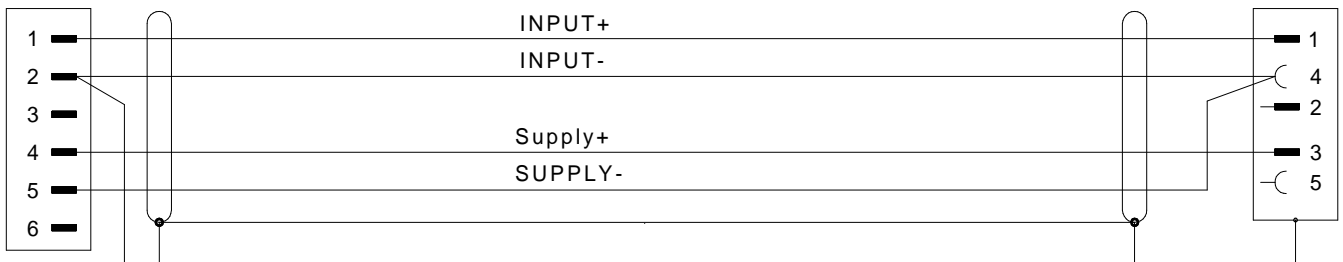 INPUT+
1 1
INPUT-
2 4
3 2
Supply+
4 3
SUPPLY-
5 5
6